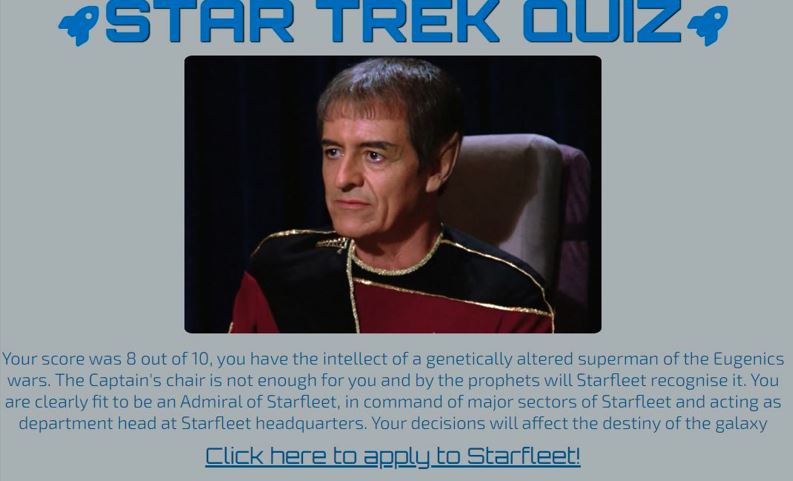 STAR TREK QUIZ
Your score was 8 out of 10, you have the intellect of a genetically altered superman of the Eugenics
wars. The Captain's chair is not enough for you and by the prophets will Starfleet recognise it. You
are clearly fit to be an Admiral of Starfleet, in command of major sectors of Starfleet and acting as
department head at Starfleet headquarters. Your decisions will affect the destiny of the galaxy
Click here to apply to Starfleet!